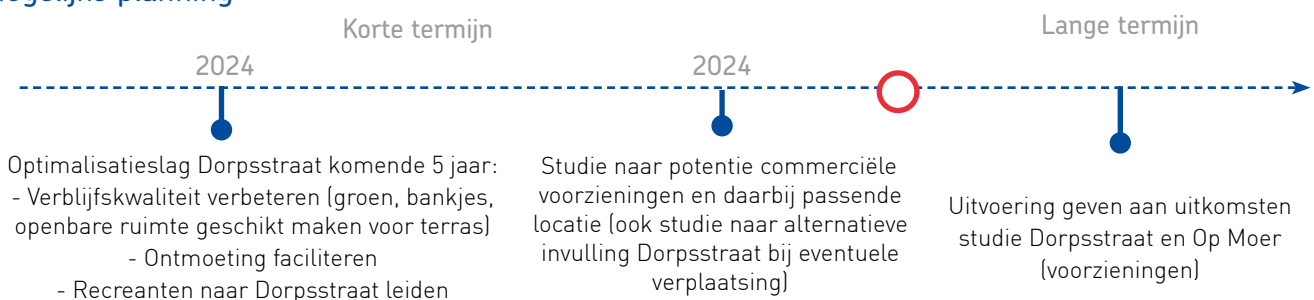 Korte termijn
Lange termijn
2024
2024
Optimalisatieslag Dorpsstraat komende 5 jaar:
- Verblijfskwaliteit verbeteren (groen, bankjes,
openbare ruimte geschikt maken voor terras)
- Ontmoeting faciliteren
- Recreanten naar Dorpsstraat leiden
Studie naar potentie commerciële
voorzieningen en daarbij passende
locatie (ook studie naar alternatieve
invulling Dorpsstraat bij eventuele
verplaatsing)
Uitvoering geven aan uitkomsten
studie Dorpsstraat en Op Moer
(voorzieningen)